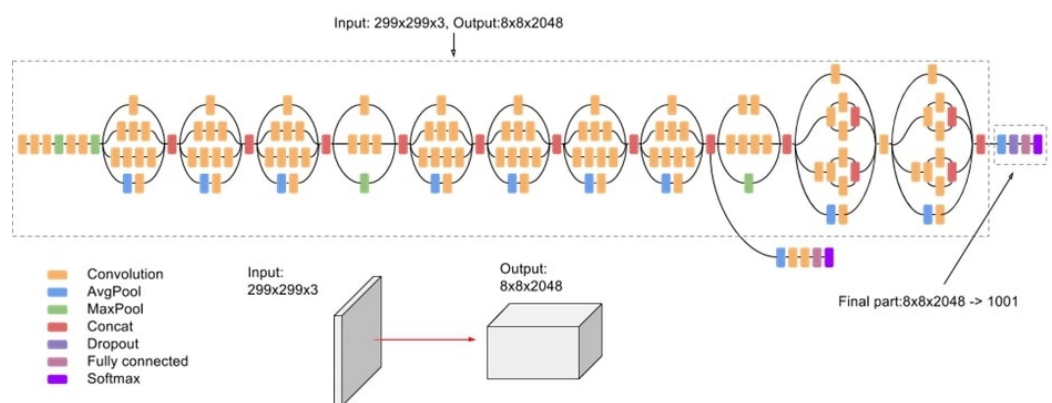 Input: 299x299x3, Output:8x8x2048
Convolution
AvgPool
MaxPool
Concat
Dropout
Fully connected
Softmax
Input:
299x299x3
Output:
8x8x2048
Final part:8x8x2048 -> 1001